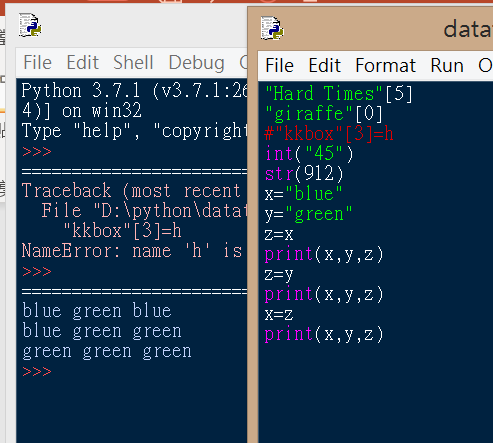 File Edit Shell Debug
Python 3.7.1 (v3.7.1:26
4)] on win32
Type "help", "copyright
>>>
=======================
Traceback (most recent
File "D:\python\datat
"kkbox"[3]=h
NameError: name 'h' is
>>>
=======================
blue green blue
blue green green
green green green
>>>
datat
File Edit Format Run O
"Hard Times"[5]
"giraffe"[0]
#"kkbox"[3]=h
int("45")
str(912)
x="blue"
y="green"
z=x
print(x,y,z)
z=y
print(x,y,z)
x=z
print(x,y,z)